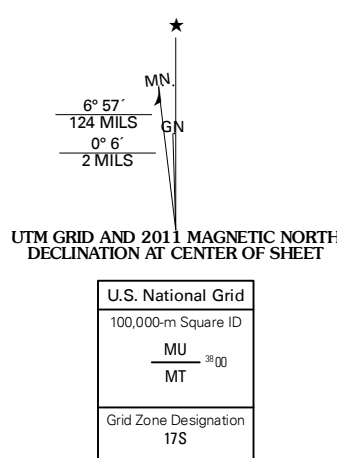 ★
MN.
6° 57´
124 MILS
GN
0° 6´
2 MILS
UTM GRID AND 2011 MAGNETIC NORTH
DECLINATION AT CENTER OF SHEET
U.S. National Grid
100,000-m Square ID
MU
3800
MT
Grid Zone Designation
17S